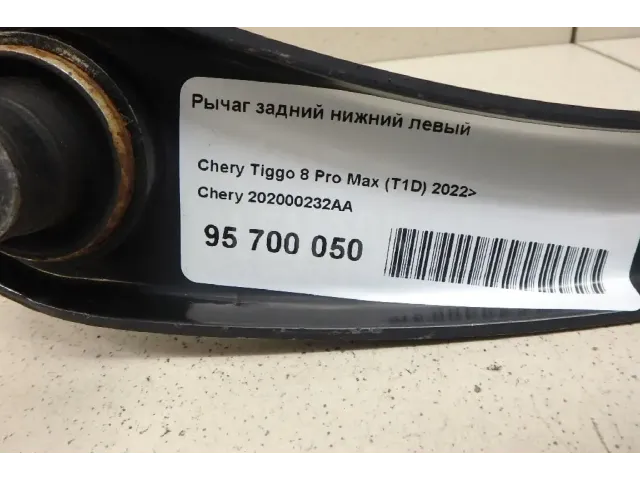 Рычаг задний нижний левый
Chery Tiggo 8 Pro Max (T1D) 2022>
Chery 202000232AA
95 700 050